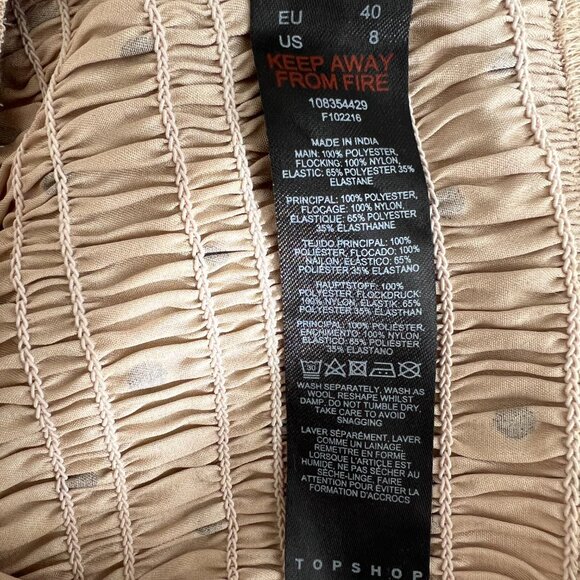 EU 40
US 8
KEEP AWAY
FROM FIRE
108354429
F102216
MADE IN INDIA
MAIN: 100% POLYESTER,
FLOCKING: 100% NYLON,
ELASTIC: 65% POLYESTER 35%
ELASTANE
PRINCIPAL: 100% POLYESTER,
FLOCAGE: 100% NYLON,
ÉLASTIQUE: 65% POLYESTER
35% ÉLASTHANNE
TEJIDO PRINCIPAL: 100%
POLIÉSTER, FLOCADO: 100%
NAILON, ELÁSTICO: 65%
POLIÉSTER 35% ELASTANO
HAUPTSTOFF: 100%
POLYESTER, FLOCKDRUCK:
100% NYLON, ELASTIK: 65%
POLYESTER 35% ELASTHAN
PRINCIPAL: 100% POLIÉSTER,
ENCHIMENTO: 100% NYLON,
ELÁSTICO: 65% POLIÉSTER
35% ELASTANO
30
WASH SEPARATELY, WASH AS
WOOL, RESHAPE WHILST
DAMP, DO NOT TUMBLE DRY,
TAKE CARE TO AVOID
SNAGGING
LAVER SÉPARÉMENT, LAVER
COMME UN LAINAGE,
REMETTRE EN FORME
LORSQUE L'ARTICLE EST
HUMIDE, NE PAS SÉCHER AU
SÈCHE-LINGE, FAIRE
ATTENTION POUR ÉVITER LA
FORMATION D'ACCROCS
TOPSHOP